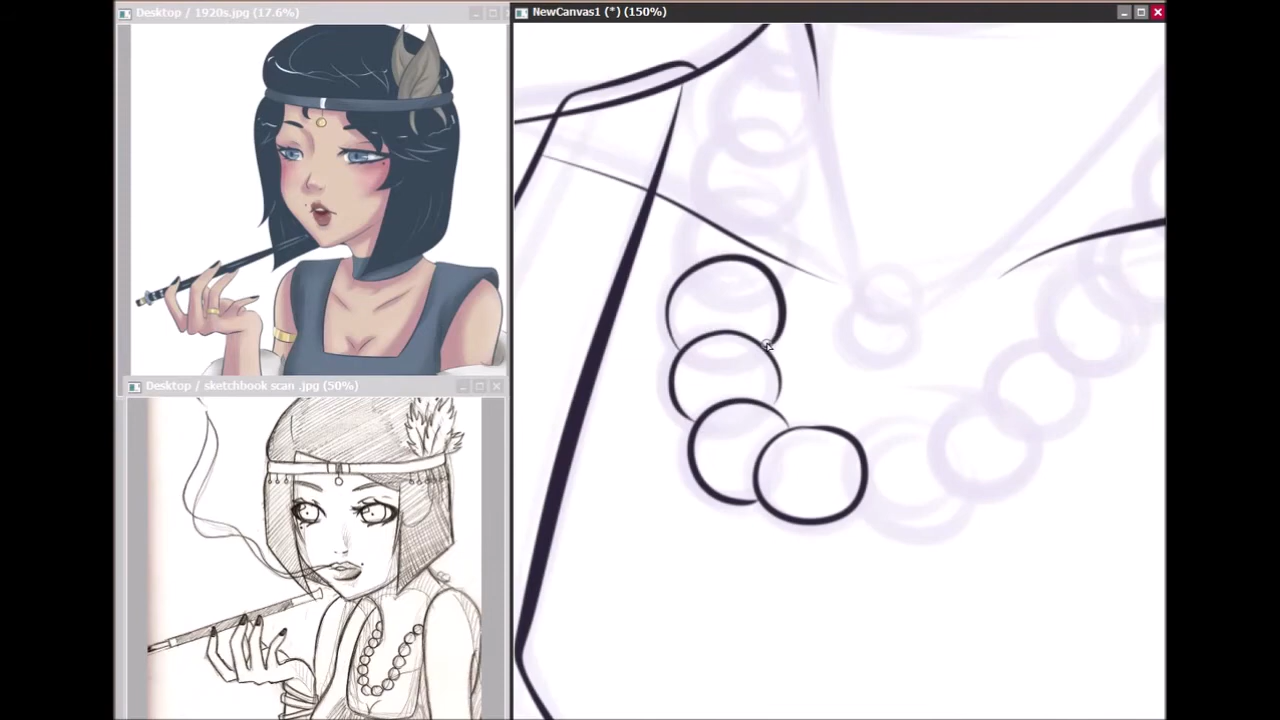 Desktop / 1920s.jpg (17.6%)
NewCanvas1 (*) (150%)
Desktop / sketchbook scan .jpg (50%)